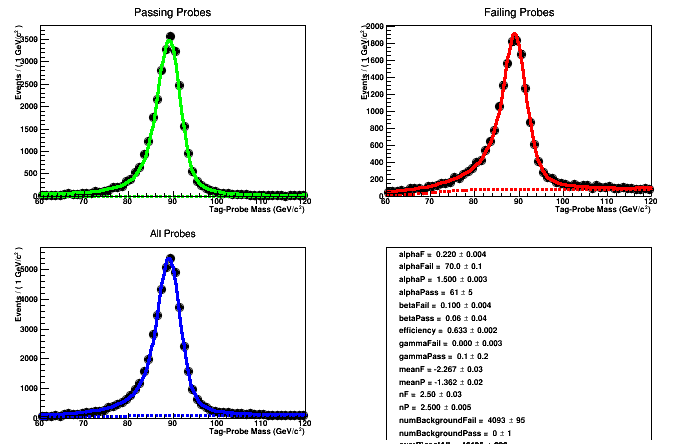 Passing Probes
Events / ( 1 GeV/c² )
3500
3000
2500
2000
1500
1000
500
0
60 70 80 90 100 110 120
Tag-Probe Mass (GeV/c²)
Failing Probes
Events / ( 1 GeV/c² )
2000
1800
1600
1400
1200
1000
800
600
400
200
0
60 70 80 90 100 110 120
Tag-Probe Mass (GeV/c²)
All Probes
Events / ( 1 GeV/c² )
5000
4000
3000
2000
1000
0
60 70 80 90 100 110 120
Tag-Probe Mass (GeV/c²)
alphaF = 0.220 ± 0.004
alphaFail = 70.0 ± 0.1
alphaP = 1.500 ± 0.003
alphaPass = 61 ± 5
betaFail = 0.100 ± 0.004
betaPass = 0.06 ± 0.04
efficiency = 0.633 ± 0.002
gammaFail = 0.000 ± 0.003
gammaPass = 0.1 ± 0.2
meanF = -2.267 ± 0.03
meanP = -1.362 ± 0.02
nF = 2.50 ± 0.03
nP = 2.500 ± 0.005
numBackgroundFail = 4093 ± 95
numBackgroundPass = 0 ± 1